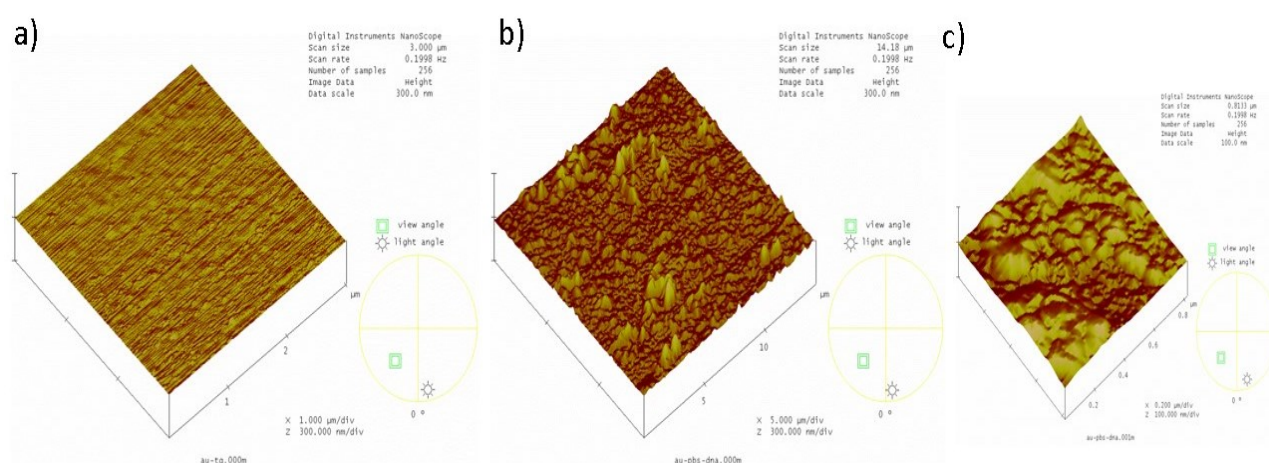 a)
Digital Instruments NanoScope
Scan size 3.000 µm
Scan rate 0.1998 Hz
Number of samples 256
Image Data Height
Data scale 300.0 nm
view angle
light angle
µm
2
1
0 °
X 1.000 µm/div
Z 300.000 nm/div
au-tg.000m
b)
Digital Instruments NanoScope
Scan size 14.18 µm
Scan rate 0.1998 Hz
Number of samples 256
Image Data Height
Data scale 300.0 nm
view angle
light angle
µm
10
5
0 °
X 5.000 µm/div
Z 300.000 nm/div
au-pbs-dna.000m
c)
Digital Instruments NanoScope
Scan size 0.8133 µm
Scan rate 0.1998 Hz
Number of samples 256
Image Data Height
Data scale 100.0 nm
view angle
light angle
µm
0.8
0.6
0.4
0.2
0 °
X 0.200 µm/div
Z 100.000 nm/div
au-pbs-dna.001m